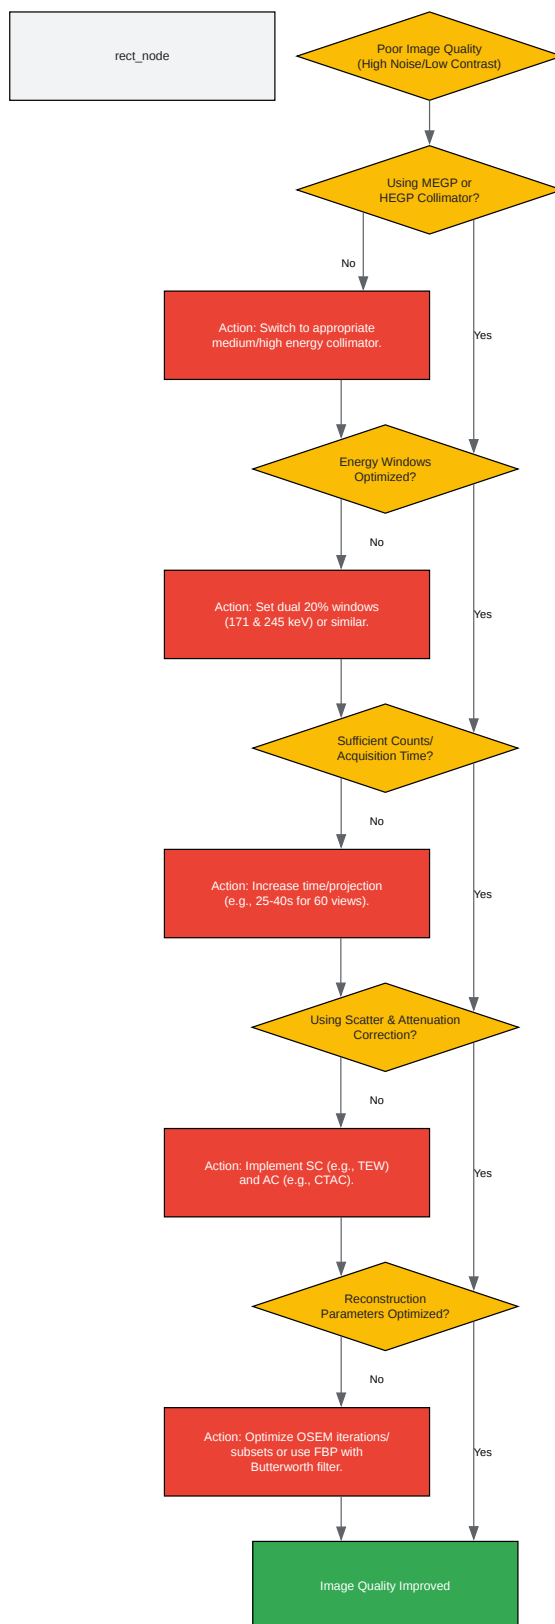 rect_node
Poor Image Quality
(High Noise/Low Contrast)
Using MEGP or
HEGP Collimator?
No
Action: Switch to appropriate
medium/high energy collimator.
Yes
Energy Windows
Optimized?
No
Action: Set dual 20% windows
(171 & 245 keV) or similar.
Yes
Sufficient Counts/
Acquisition Time?
No
Action: Increase time/projection
(e.g., 25-40s for 60 views).
Yes
Using Scatter & Attenuation
Correction?
No
Action: Implement SC (e.g., TEW)
and AC (e.g., CTAC).
Yes
Reconstruction
Parameters Optimized?
No
Action: Optimize OSEM iterations/
subsets or use FBP with
Butterworth filter.
Yes
Image Quality Improved